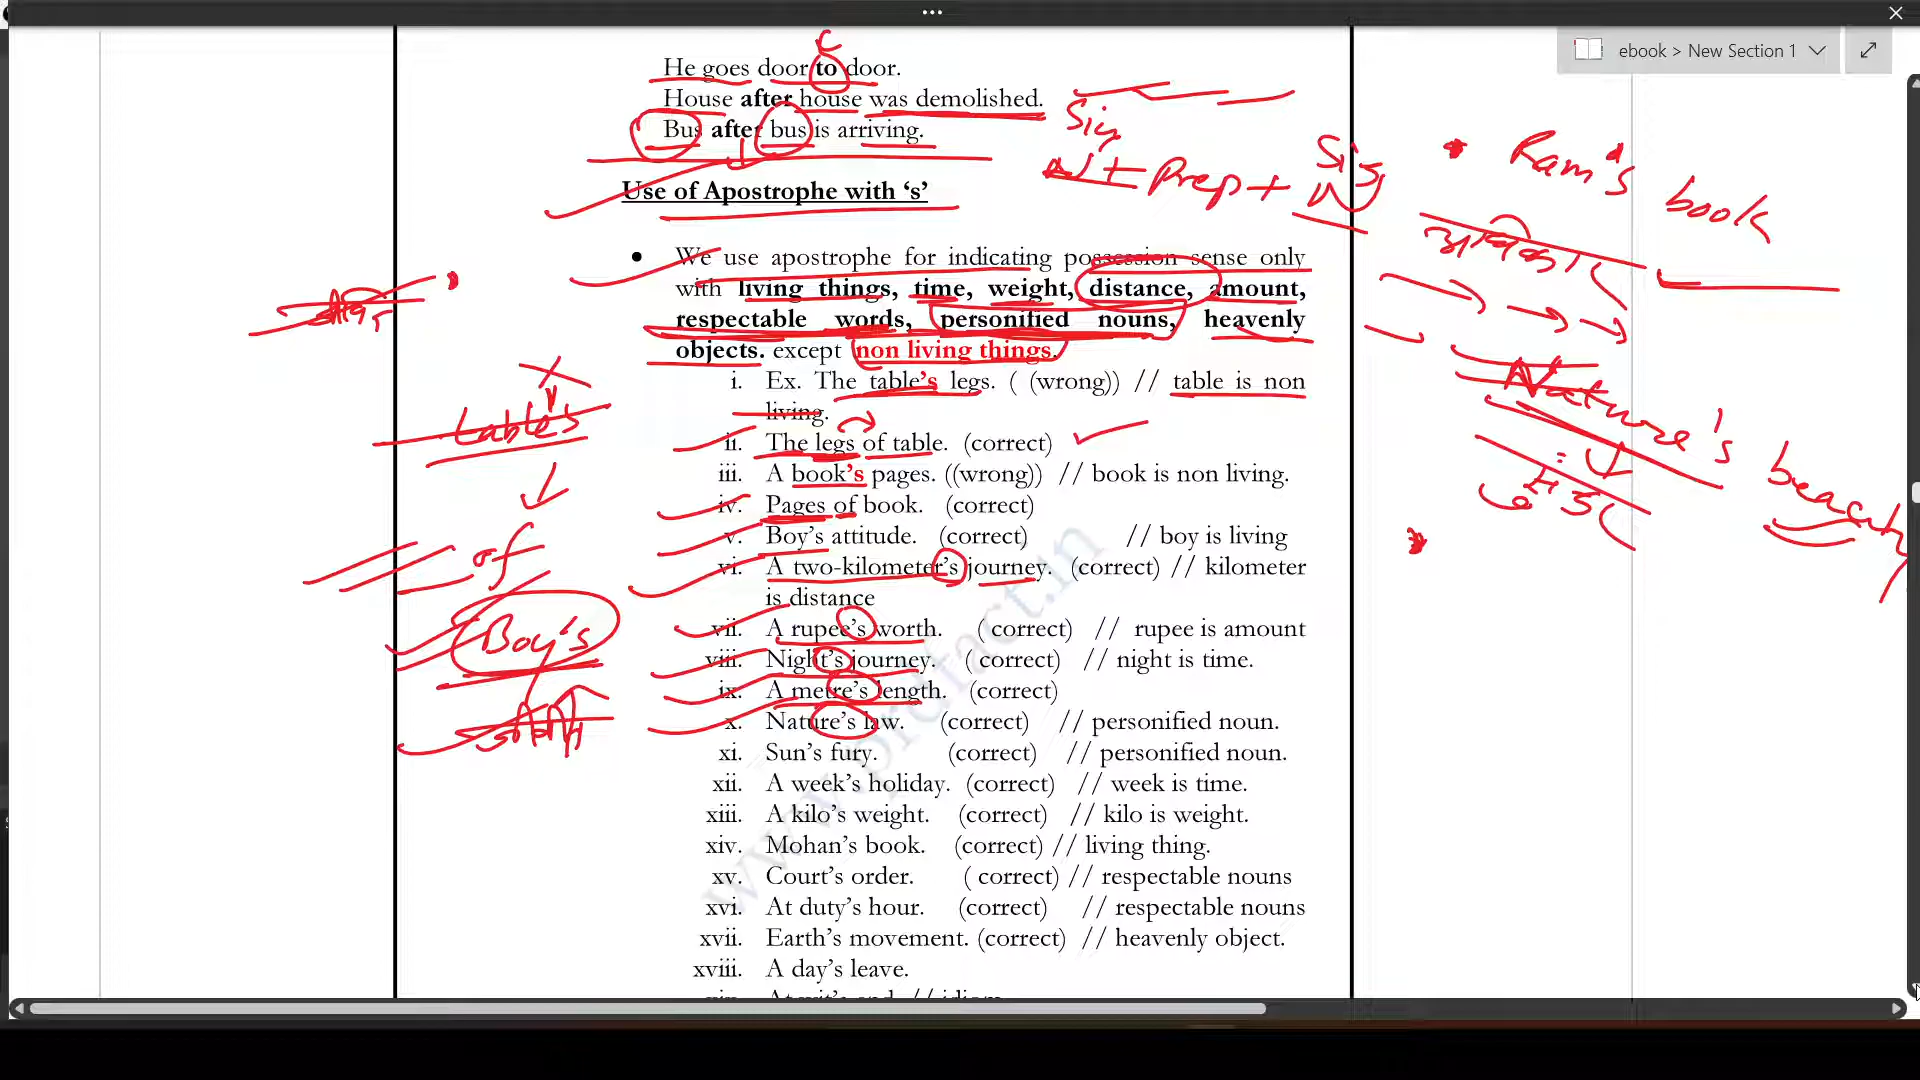 ebook > New Section 1
He goes door to door.
House after house was demolished.
Bus after bus is arriving.
Sig Sig
N + Prep + N
Ram's book
Use of Apostrophe with ‘s’
• We use apostrophe for indicating possession sense only
with living things, time, weight, distance, amount,
respectable words, personified nouns, heavenly
objects. except non living things.
i. Ex. The table’s legs. ( (wrong)) // table is non
living.
ii. The legs of table. (correct)
iii. A book’s pages. ((wrong)) // book is non living.
iv. Pages of book. (correct)
v. Boy’s attitude. (correct) // boy is living
vi. A two-kilometer’s journey. (correct) // kilometer
is distance
vii. A rupee’s worth. ( correct) // rupee is amount
viii. Night’s journey. ( correct) // night is time.
ix. A metre’s length. (correct)
x. Nature’s law. (correct) // personified noun.
xi. Sun’s fury. (correct) // personified noun.
xii. A week’s holiday. (correct) // week is time.
xiii. A kilo’s weight. (correct) // kilo is weight.
xiv. Mohan’s book. (correct) // living thing.
xv. Court’s order. ( correct) // respectable nouns
xvi. At duty’s hour. (correct) // respectable nouns
xvii. Earth’s movement. (correct) // heavenly object.
xviii. A day’s leave.
table's
of
Boy's
Nature's beauty